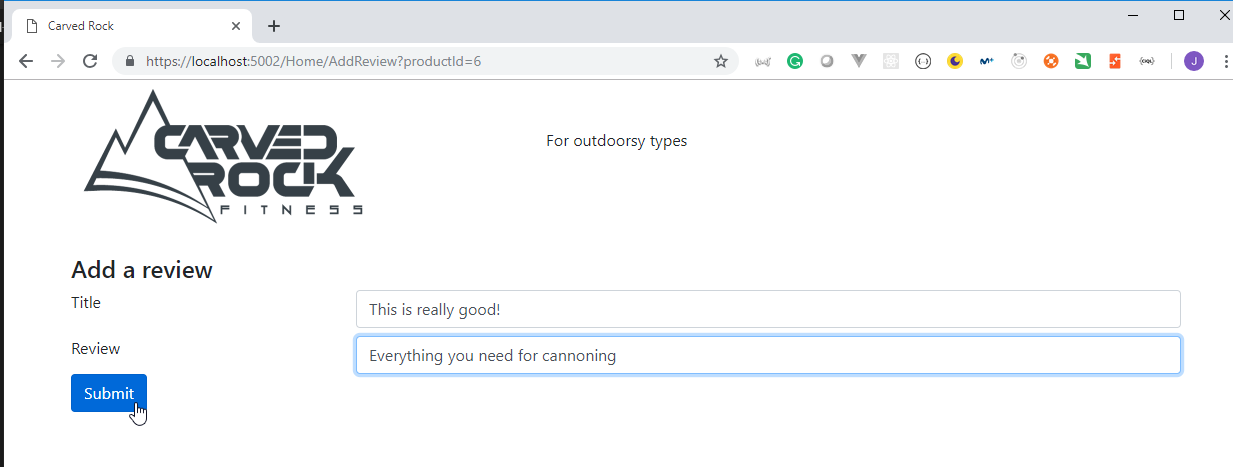 Carved Rock
https://localhost:5002/Home/AddReview?productId=6
J
CARVED
ROCK
FITNESS
For outdoorsy types
Add a review
Title
This is really good!
Review
Everything you need for cannoning
Submit